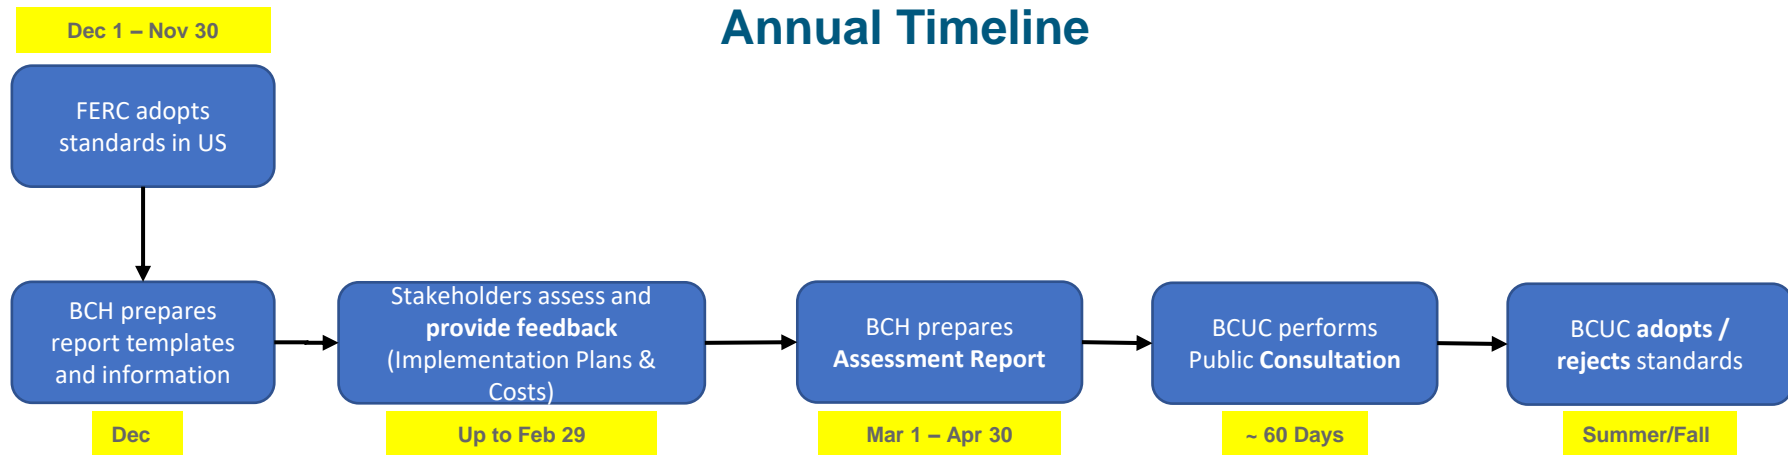 Annual Timeline
Dec 1 – Nov 30
FERC adopts
standards in US
BCH prepares
report templates
and information
Dec
Stakeholders assess and
provide feedback
(Implementation Plans &
Costs)
Up to Feb 29
BCH prepares
Assessment Report
Mar 1 – Apr 30
BCUC performs
Public Consultation
~ 60 Days
BCUC adopts /
rejects standards
Summer/Fall